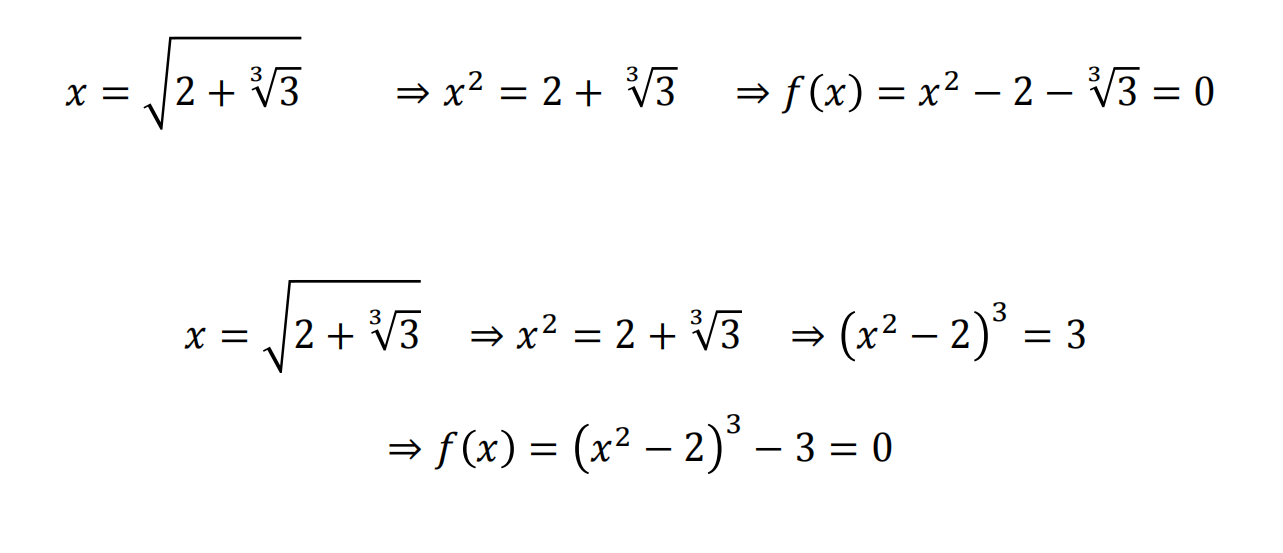 x = √(2 + ∛3) ⇒ x² = 2 + ∛3 ⇒ f(x) = x² − 2 − ∛3 = 0
x = √(2 + ∛3) ⇒ x² = 2 + ∛3 ⇒ (x² − 2)³ = 3
⇒ f(x) = (x² − 2)³ − 3 = 0